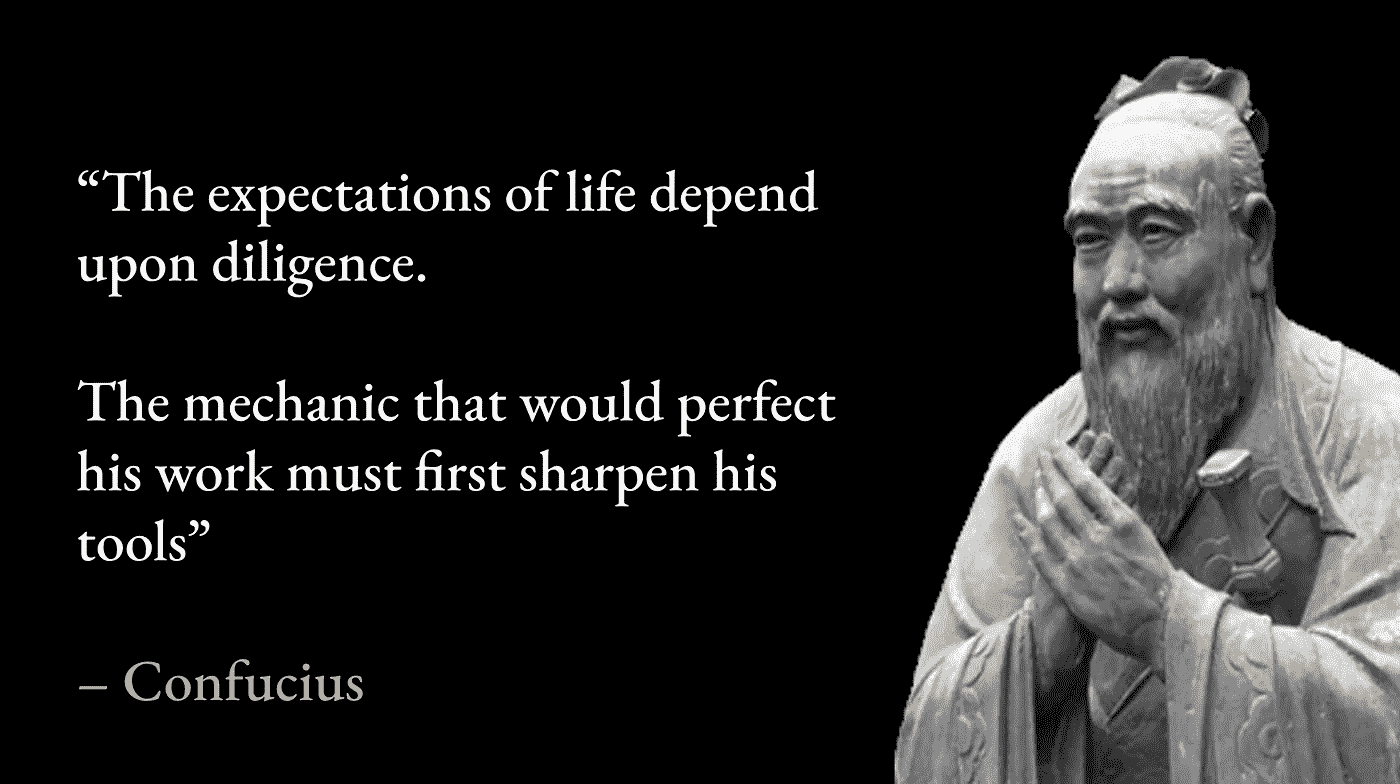 “The expectations of life depend
upon diligence.
The mechanic that would perfect
his work must first sharpen his
tools”
– Confucius